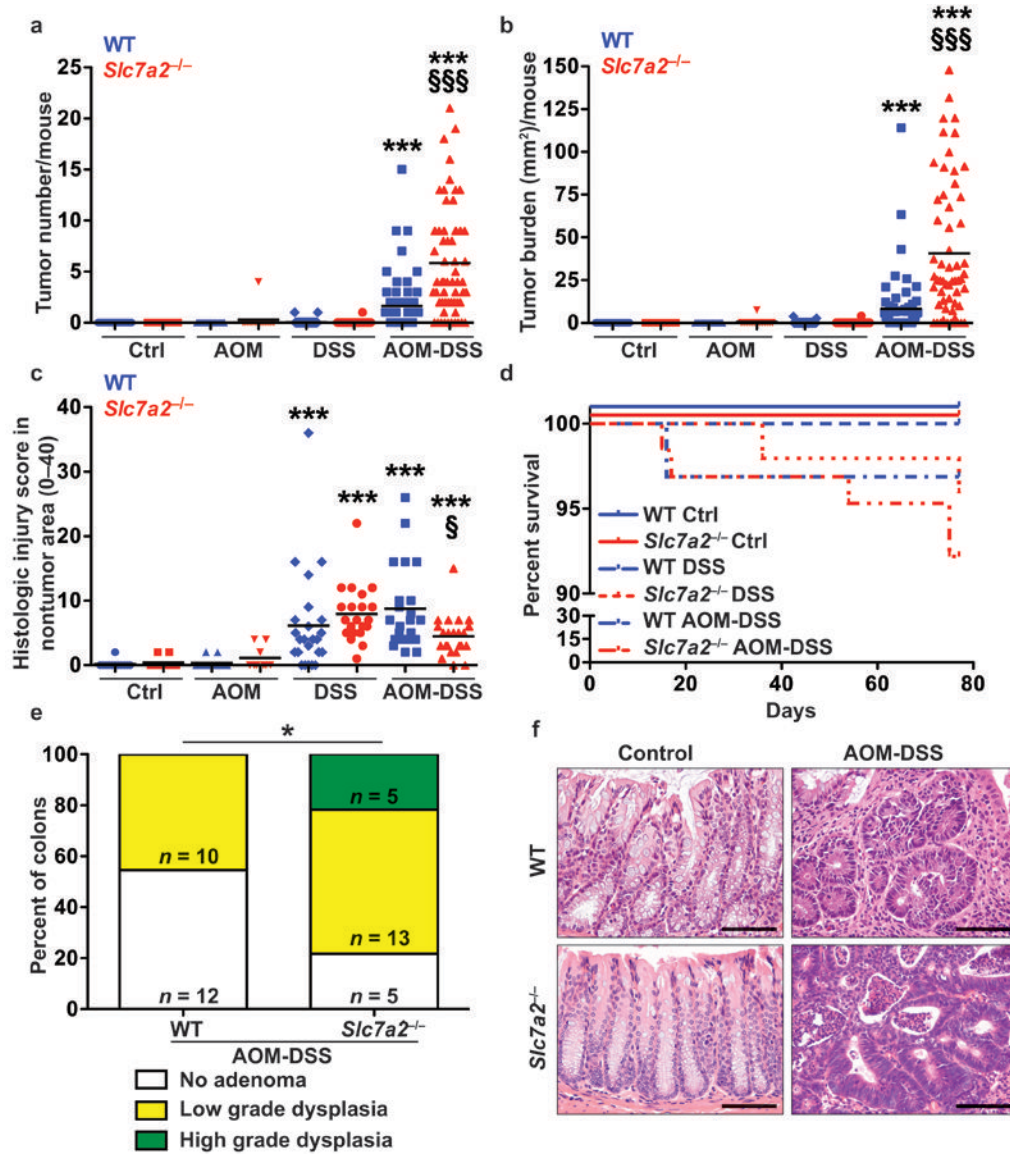 a
WT
Slc7a2–/–
Tumor number/mouse
25
20
15
10
5
0
***
***
§§§
Ctrl AOM DSS AOM-DSS
b
WT
Slc7a2–/–
Tumor burden (mm²)/mouse
150
125
100
75
50
25
0
***
***
§§§
Ctrl AOM DSS AOM-DSS
c
WT
Slc7a2–/–
Histologic injury score in
nontumor area (0–40)
40
30
20
10
0
***
***
***
***
§
Ctrl AOM DSS AOM-DSS
d
Percent survival
100
95
90
30
15
0
WT Ctrl
Slc7a2–/– Ctrl
WT DSS
Slc7a2–/– DSS
WT AOM-DSS
Slc7a2–/– AOM-DSS
0 20 40 60 80
Days
e
Percent of colons
100
80
60
40
20
0
*
n = 10
n = 12
n = 5
n = 13
n = 5
WT Slc7a2–/–
AOM-DSS
No adenoma
Low grade dysplasia
High grade dysplasia
f
Control AOM-DSS
WT
Slc7a2–/–